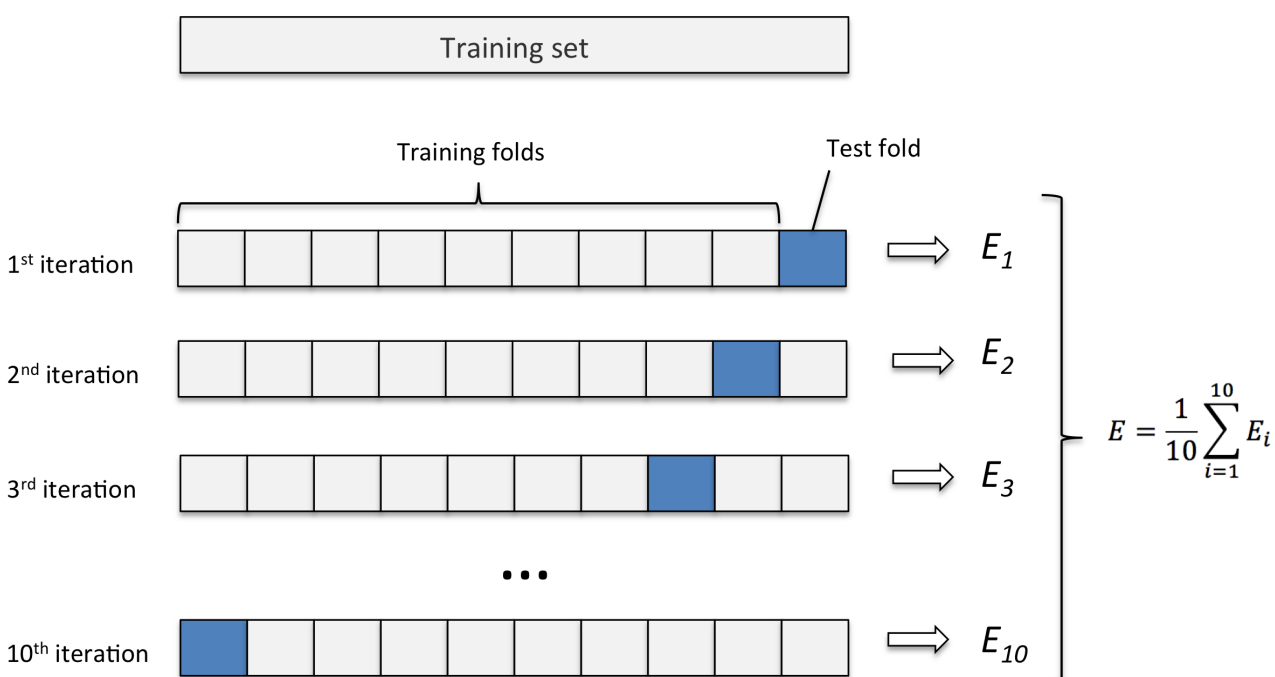 Training set
Training folds
Test fold
1st iteration
E1
2nd iteration
E2
3rd iteration
E3
...
10th iteration
E10
E = 1/10 ∑_{i=1}^{10} Ei